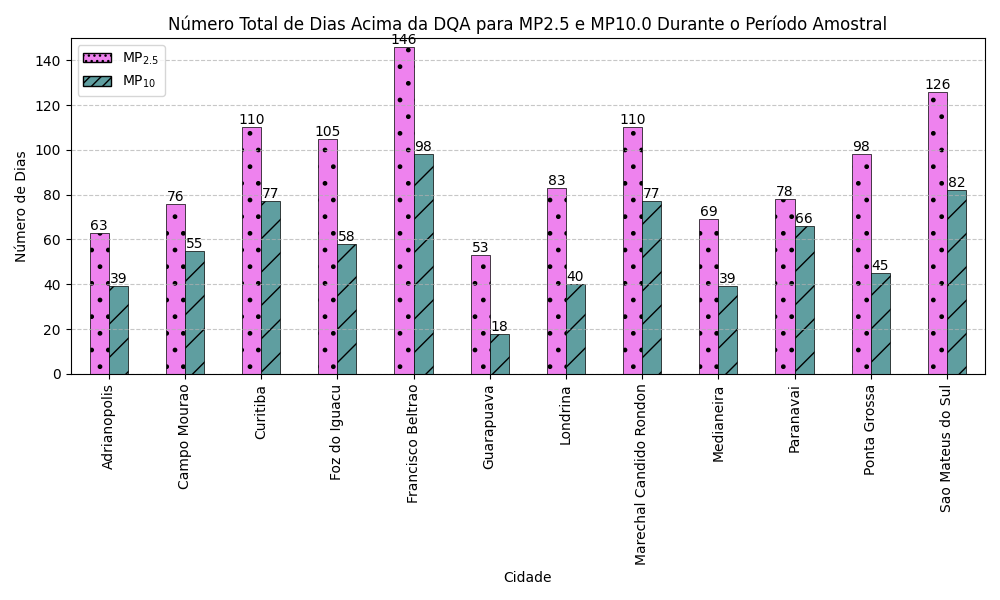 Número Total de Dias Acima da DQA para MP2.5 e MP10.0 Durante o Período Amostral
MP2.5
MP10
Número de Dias
140
120
100
80
60
40
20
0
63
39
76
55
110
77
105
58
146
98
53
18
83
40
110
77
69
39
78
66
98
45
126
82
Adrianopolis
Campo Mourao
Curitiba
Foz do Iguacu
Francisco Beltrao
Guarapuava
Londrina
Marechal Candido Rondon
Medianeira
Paranavai
Ponta Grossa
Sao Mateus do Sul
Cidade